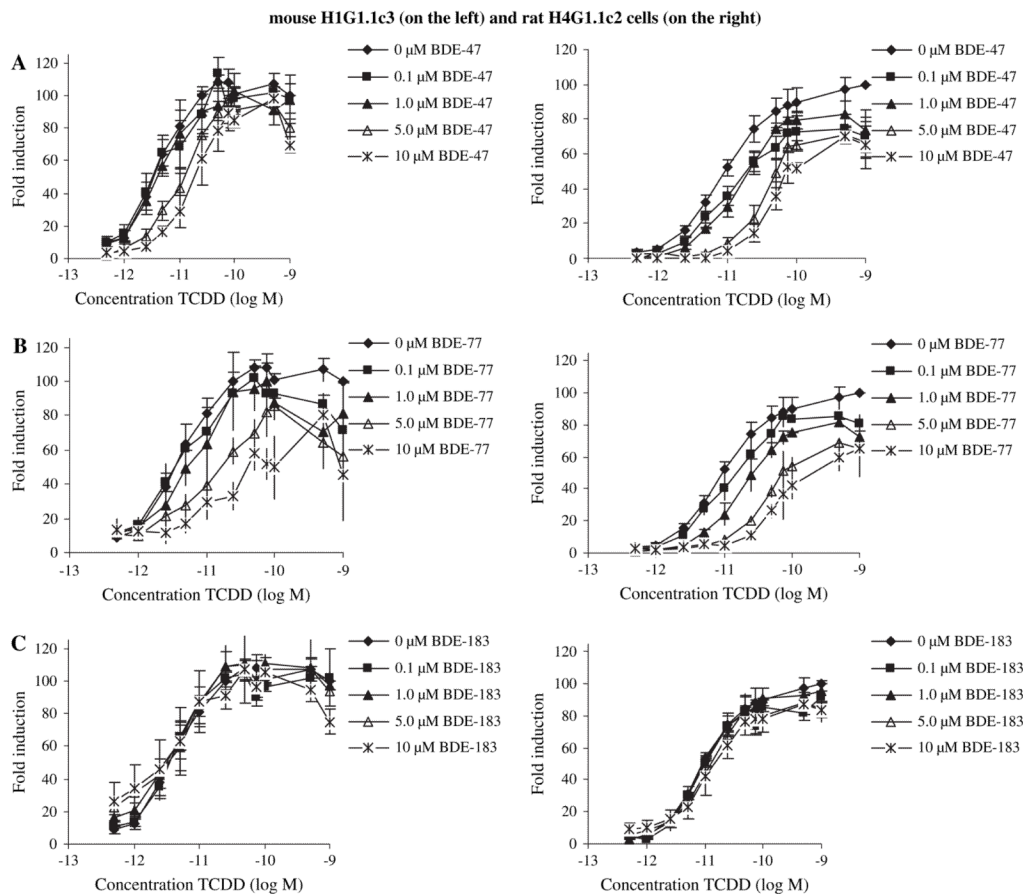 mouse H1G1.1c3 (on the left) and rat H4G1.1c2 cells (on the right)
A
Fold induction
120
100
80
60
40
20
0
-13
-12
-11
-10
-9
Concentration TCDD (log M)
0 µM BDE-47
0.1 µM BDE-47
1.0 µM BDE-47
5.0 µM BDE-47
10 µM BDE-47
Fold induction
120
100
80
60
40
20
0
-13
-12
-11
-10
-9
Concentration TCDD (log M)
0 µM BDE-47
0.1 µM BDE-47
1.0 µM BDE-47
5.0 µM BDE-47
10 µM BDE-47
B
Fold induction
120
100
80
60
40
20
0
-13
-12
-11
-10
-9
Concentration TCDD (log M)
0 µM BDE-77
0.1 µM BDE-77
1.0 µM BDE-77
5.0 µM BDE-77
10 µM BDE-77
Fold induction
120
100
80
60
40
20
0
-13
-12
-11
-10
-9
Concentration TCDD (log M)
0 µM BDE-77
0.1 µM BDE-77
1.0 µM BDE-77
5.0 µM BDE-77
10 µM BDE-77
C
Fold induction
120
100
80
60
40
20
0
-13
-12
-11
-10
-9
Concentration TCDD (log M)
0 µM BDE-183
0.1 µM BDE-183
1.0 µM BDE-183
5.0 µM BDE-183
10 µM BDE-183
Fold induction
120
100
80
60
40
20
0
-13
-12
-11
-10
-9
Concentration TCDD (log M)
0 µM BDE-183
0.1 µM BDE-183
1.0 µM BDE-183
5.0 µM BDE-183
10 µM BDE-183